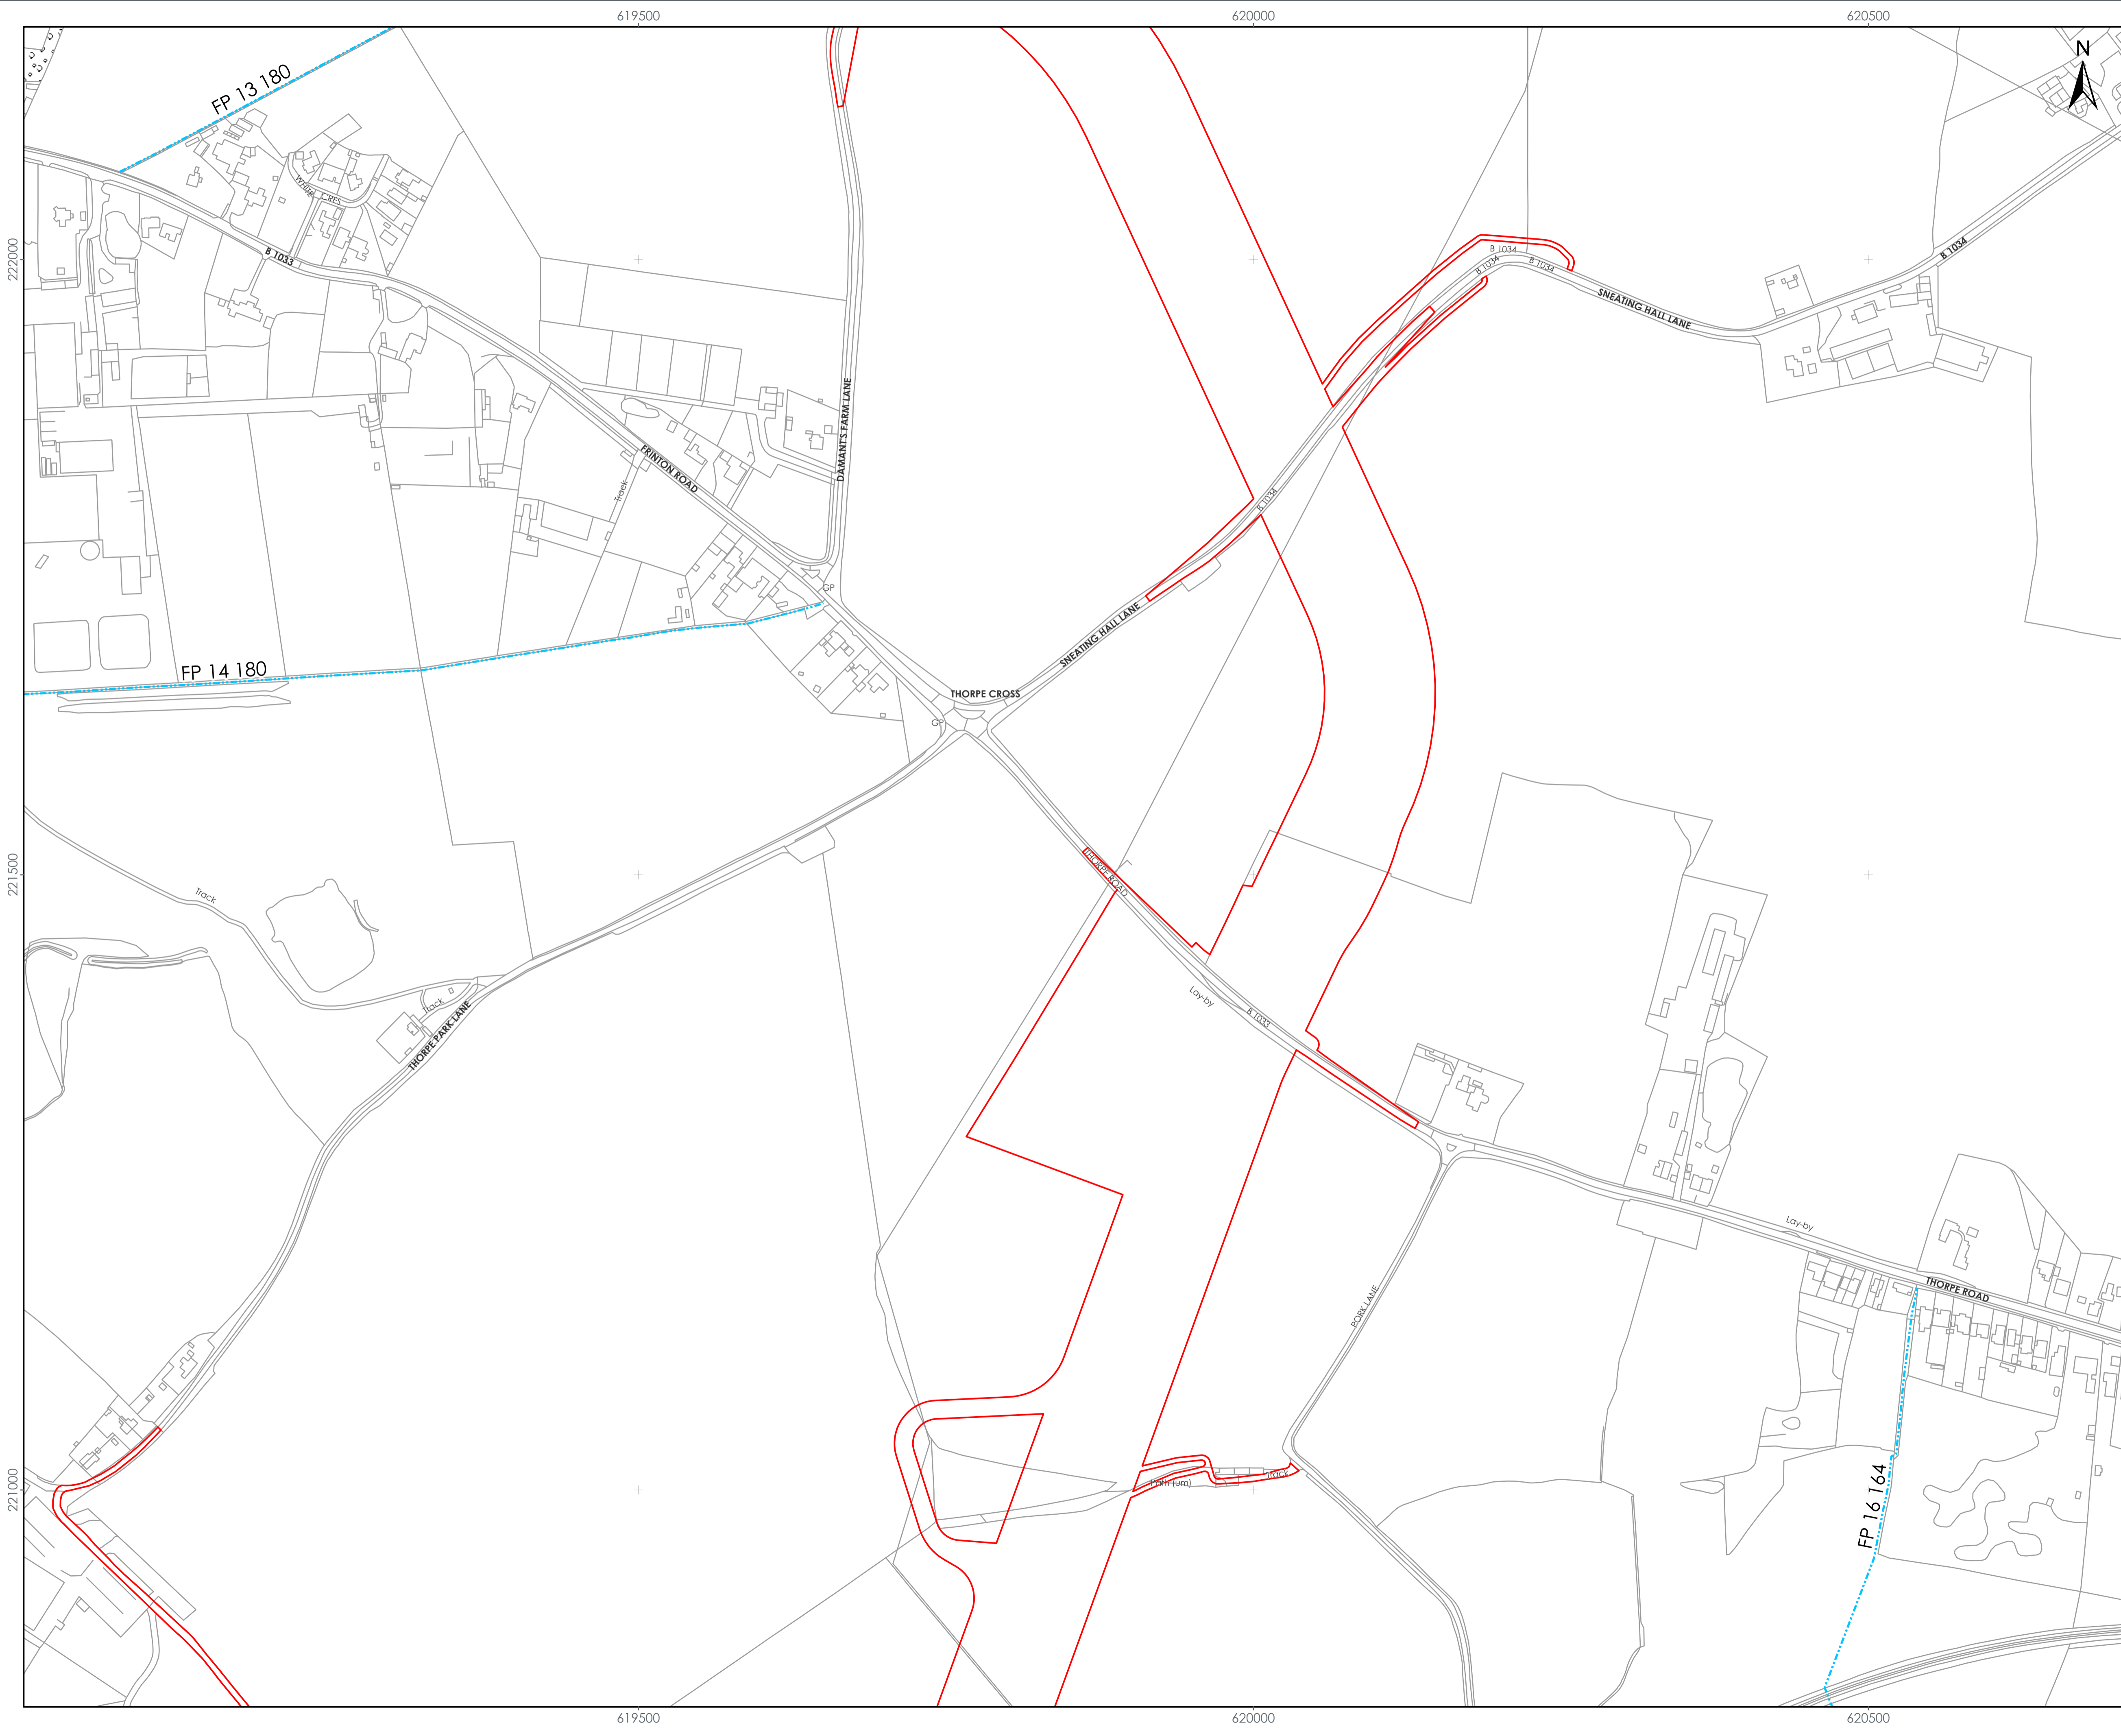 619500
620000
620500
N
FP 13 180
WHITE CRES
B 1033
222000
B 1034
B 1034
B 1034
B 1034
SNEATING HALL LANE
DAMANT'S FARM LANE
FRINTON ROAD
Track
B 1034
GP
SNEATING HALL LANE
FP 14 180
THORPE CROSS
GP
221500
THORPE ROAD
Track
Lay-by
B 1033
Track
THORPE PARK LANE
Lay-by
THORPE ROAD
PORK LANE
221000
Track
Path (um)
FP 16 164
619500
620000
620500